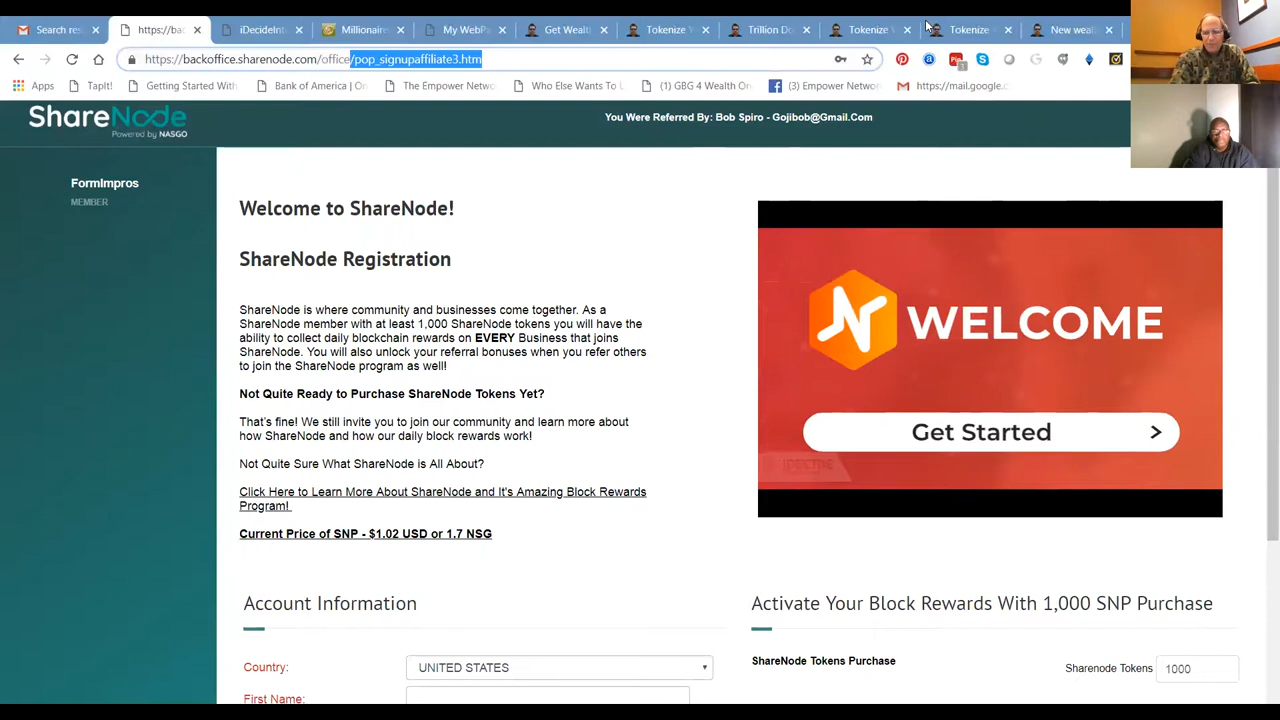 Search res
https://bac
iDecideInt
Millionaire
My WebPa
Get Wealt
Tokenize Y
Trillion Do
Tokenize
Tokenize
New weal
https://backoffice.sharenode.com/office/pop_signupaffiliate3.htm
Apps
TapIt!
Getting Started With
Bank of America | On
The Empower Networ
Who Else Wants To L
(1) GBG 4 Wealth One
(3) Empower Networ
https://mail.google.c
ShareNode
Powered by NASGO
You Were Referred By: Bob Spiro - Gojibob@Gmail.Com
FormImpros
MEMBER
Welcome to ShareNode!
ShareNode Registration
ShareNode is where community and businesses come together. As a
ShareNode member with at least 1,000 ShareNode tokens you will have the
ability to collect daily blockchain rewards on EVERY Business that joins
ShareNode. You will also unlock your referral bonuses when you refer others
to join the ShareNode program as well!
Not Quite Ready to Purchase ShareNode Tokens Yet?
That's fine! We still invite you to join our community and learn more about
how ShareNode and how our daily block rewards work!
Not Quite Sure What ShareNode is All About?
Click Here to Learn More About ShareNode and It's Amazing Block Rewards
Program!
Current Price of SNP - $1.02 USD or 1.7 NSG
WELCOME
Get Started >
Account Information
Country:
UNITED STATES
First Name:
Activate Your Block Rewards With 1,000 SNP Purchase
ShareNode Tokens Purchase
Sharenode Tokens
1000